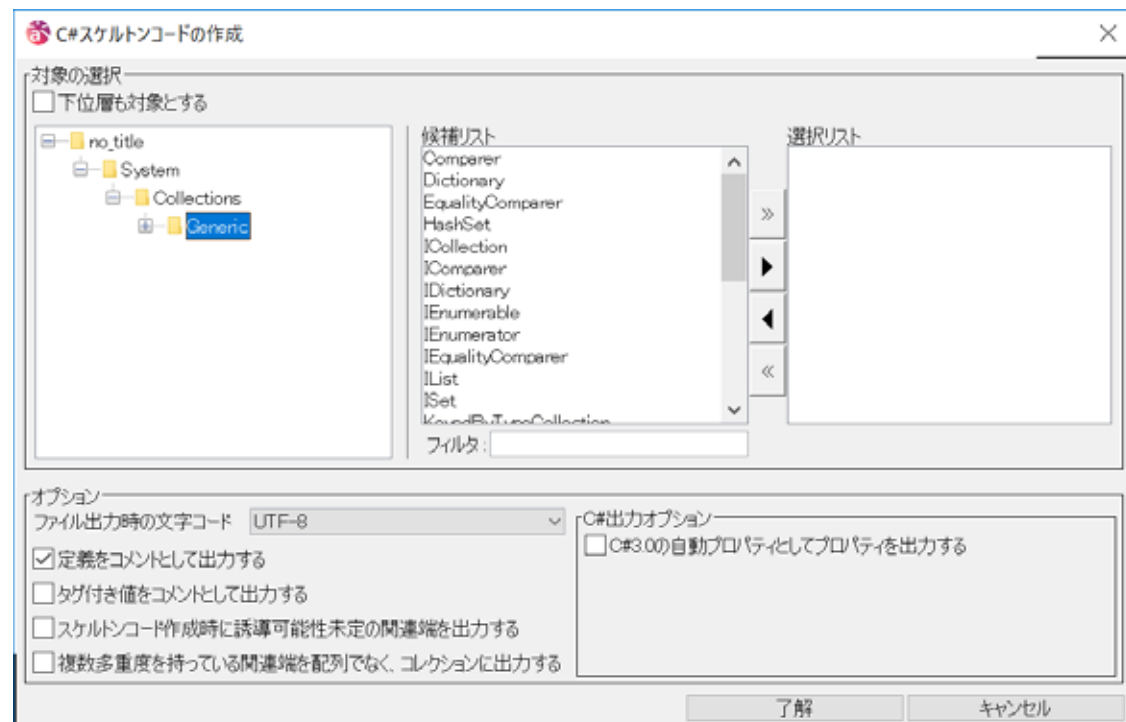 C#スケルトンコードの作成
対象の選択
下位層も対象とする
no_title
System
Collections
Generic
候補リスト
Comparer
Dictionary
EqualityComparer
HashSet
ICollection
IComparer
IDictionary
IEnumerable
IEnumerator
IEqualityComparer
IList
ISet
KeyedByTypeCollection
フィルタ:
選択リスト
オプション
ファイル出力時の文字コード UTF-8
定義をコメントとして出力する
タグ付き値をコメントとして出力する
スケルトンコード作成時に誘導可能性未定の関連端を出力する
複数多重度を持っている関連端を配列でなく、コレクションに出力する
C#出力オプション
C#3.0の自動プロパティとしてプロパティを出力する
了解
キャンセル